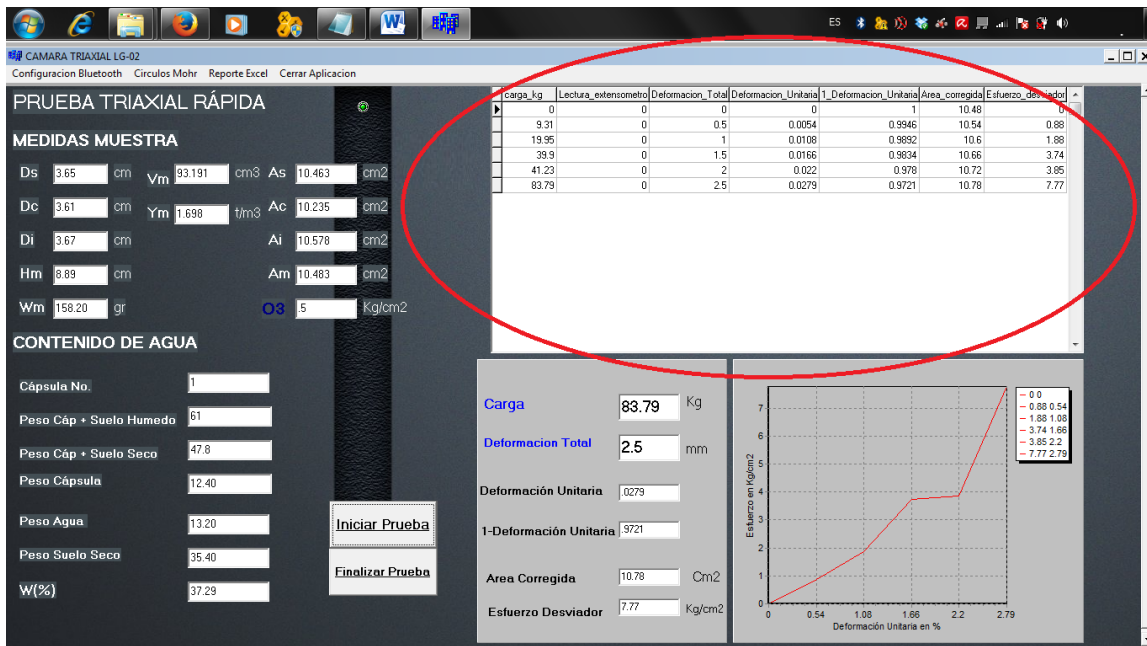 ES
CAMARA TRIAXIAL LG-02
Configuracion Bluetooth Circulos Mohr Reporte Excel Cerrar Aplicacion
PRUEBA TRIAXIAL RÁPIDA
MEDIDAS MUESTRA
Ds 3.65 cm Vm 93.191 cm3 As 10.463 cm2
Dc 3.61 cm Ym 1.698 t/m3 Ac 10.235 cm2
Di 3.67 cm Ai 10.578 cm2
Hm 8.89 cm Am 10.483 cm2
Wm 158.20 gr O3 .5 Kg/cm2
CONTENIDO DE AGUA
Cápsula No. 1
Peso Cáp + Suelo Humedo 61
Peso Cáp + Suelo Seco 47.8
Peso Cápsula 12.40
Peso Agua 13.20
Peso Suelo Seco 35.40
W(%) 37.29
Iniciar Prueba
Finalizar Prueba
carga_kg Lectura_extensometro Deformacion_Total Deformacion_Unitaria 1_Deformacion_Unitaria Area_corregida Esfuerzo_desviador
0 0 0 0 1 10.48 0
9.31 0 0.5 0.0054 0.9946 10.54 0.88
19.95 0 1 0.0108 0.9892 10.6 1.88
39.9 0 1.5 0.0166 0.9834 10.66 3.74
41.23 0 2 0.022 0.978 10.72 3.85
83.79 0 2.5 0.0279 0.9721 10.78 7.77
Carga 83.79 Kg
Deformacion Total 2.5 mm
Deformación Unitaria .0279
1-Deformación Unitaria .9721
Area Corregida 10.78 Cm2
Esfuerzo Desviador 7.77 Kg/cm2
Esfuerzo en Kg/cm2
7
6
5
4
3
2
1
0
0 0.54 1.08 1.66 2.2 2.79
Deformación Unitaria en %
0 0
0.88 0.54
1.88 1.08
3.74 1.66
3.85 2.2
7.77 2.79